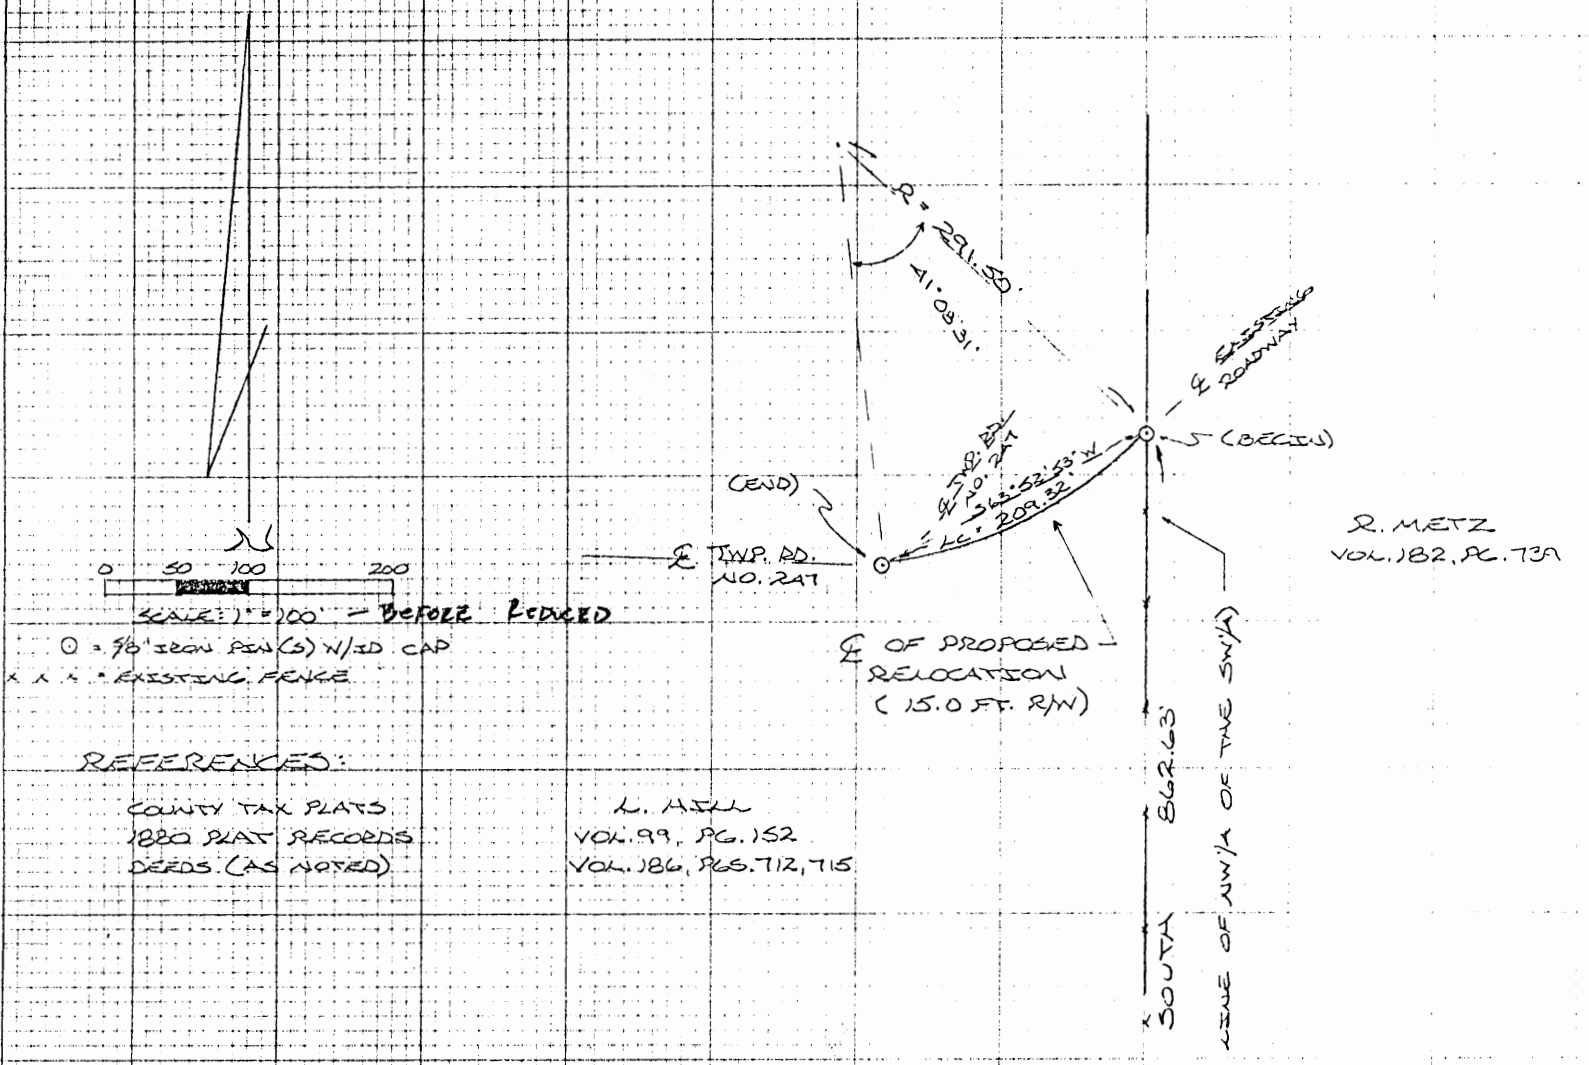 R = 291.50'
41°08'31"
℄ EXISTING
ROADWAY
5 (BEGIN)
℄ TWP. RD.
NO. 247
S63°52'53"W
LC = 209.32'
(END)
℄ TWP. RD.
NO. 247
R. METZ
VOL. 182, PG. 739
N
0 50 100 200
SCALE: 1" = 100' — BEFORE REDUCED
⊙ = 5/8" IRON PIN(S) W/ID CAP
x x x = EXISTING FENCE
℄ OF PROPOSED
RELOCATION
(15.0 FT. R/W)
SOUTH 862.63'
LINE OF NW1/4 OF THE SW1/4)
REFERENCES:
COUNTY TAX PLATS
1880 PLAT RECORDS
DEEDS (AS NOTED)
L. HILL
VOL. 99, PG. 152
VOL. 186, PGS. 712, 715